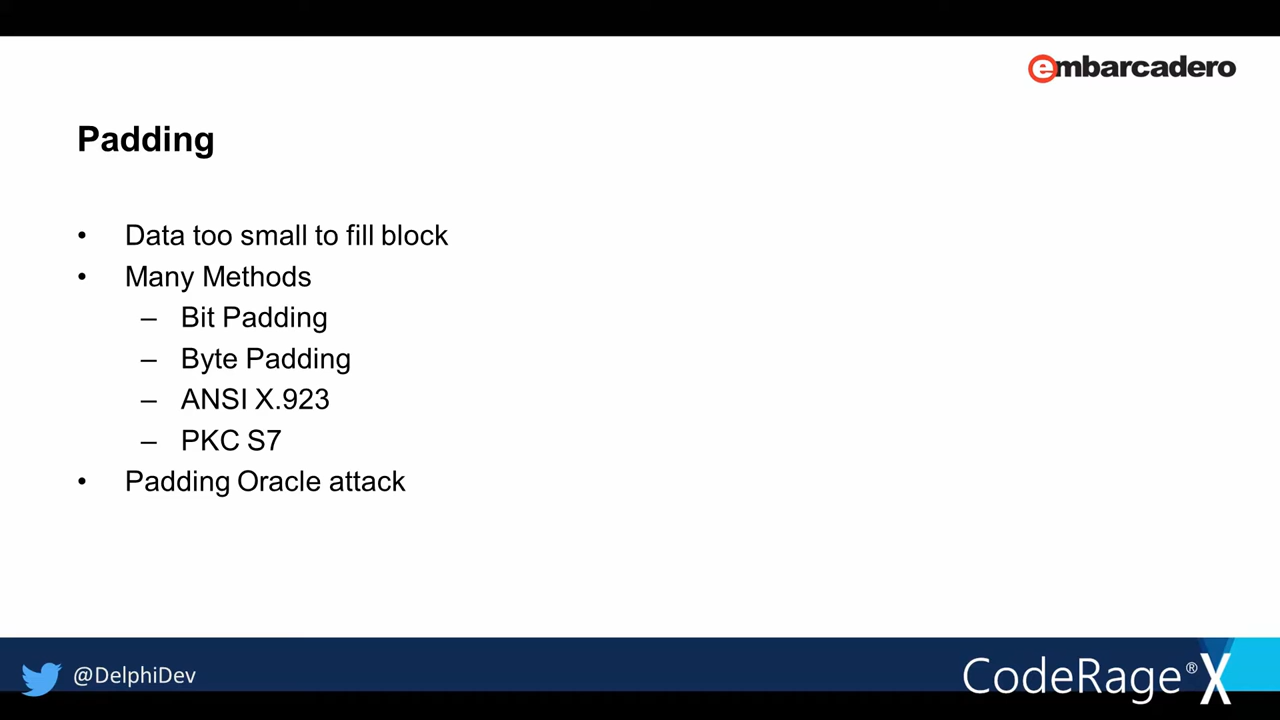 embarcadero
Padding
• Data too small to fill block
• Many Methods
– Bit Padding
– Byte Padding
– ANSI X.923
– PKC S7
• Padding Oracle attack
@DelphiDev
CodeRage® X